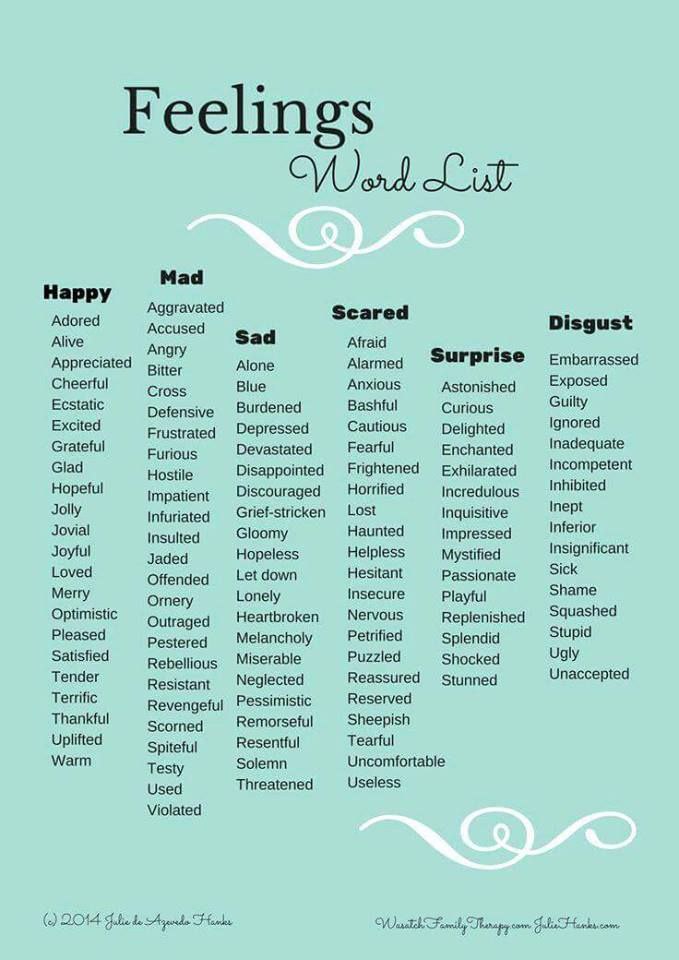 Feelings
Word List
Happy
Adored
Alive
Appreciated
Cheerful
Ecstatic
Excited
Grateful
Glad
Hopeful
Jolly
Jovial
Joyful
Loved
Merry
Optimistic
Pleased
Satisfied
Tender
Terrific
Thankful
Uplifted
Warm
Mad
Aggravated
Accused
Angry
Bitter
Cross
Defensive
Frustrated
Furious
Hostile
Impatient
Infuriated
Insulted
Jaded
Offended
Ornery
Outraged
Pestered
Rebellious
Resistant
Revengeful
Scorned
Spiteful
Testy
Used
Violated
Sad
Alone
Blue
Burdened
Depressed
Devastated
Disappointed
Discouraged
Grief-stricken
Gloomy
Hopeless
Let down
Lonely
Heartbroken
Melancholy
Miserable
Neglected
Pessimistic
Remorseful
Resentful
Solemn
Threatened
Scared
Afraid
Alarmed
Anxious
Bashful
Cautious
Fearful
Frightened
Horrified
Lost
Haunted
Helpless
Hesitant
Insecure
Nervous
Petrified
Puzzled
Reassured
Reserved
Sheepish
Tearful
Uncomfortable
Useless
Surprise
Astonished
Curious
Delighted
Enchanted
Exhilarated
Incredulous
Inquisitive
Impressed
Mystified
Passionate
Playful
Replenished
Splendid
Shocked
Stunned
Disgust
Embarrassed
Exposed
Guilty
Ignored
Inadequate
Incompetent
Inhibited
Inept
Inferior
Insignificant
Sick
Shame
Squashed
Stupid
Ugly
Unaccepted
(c) 2014 Julie de Azevedo Hanks
WasatchFamilyTherapy.com JulieHanks.com